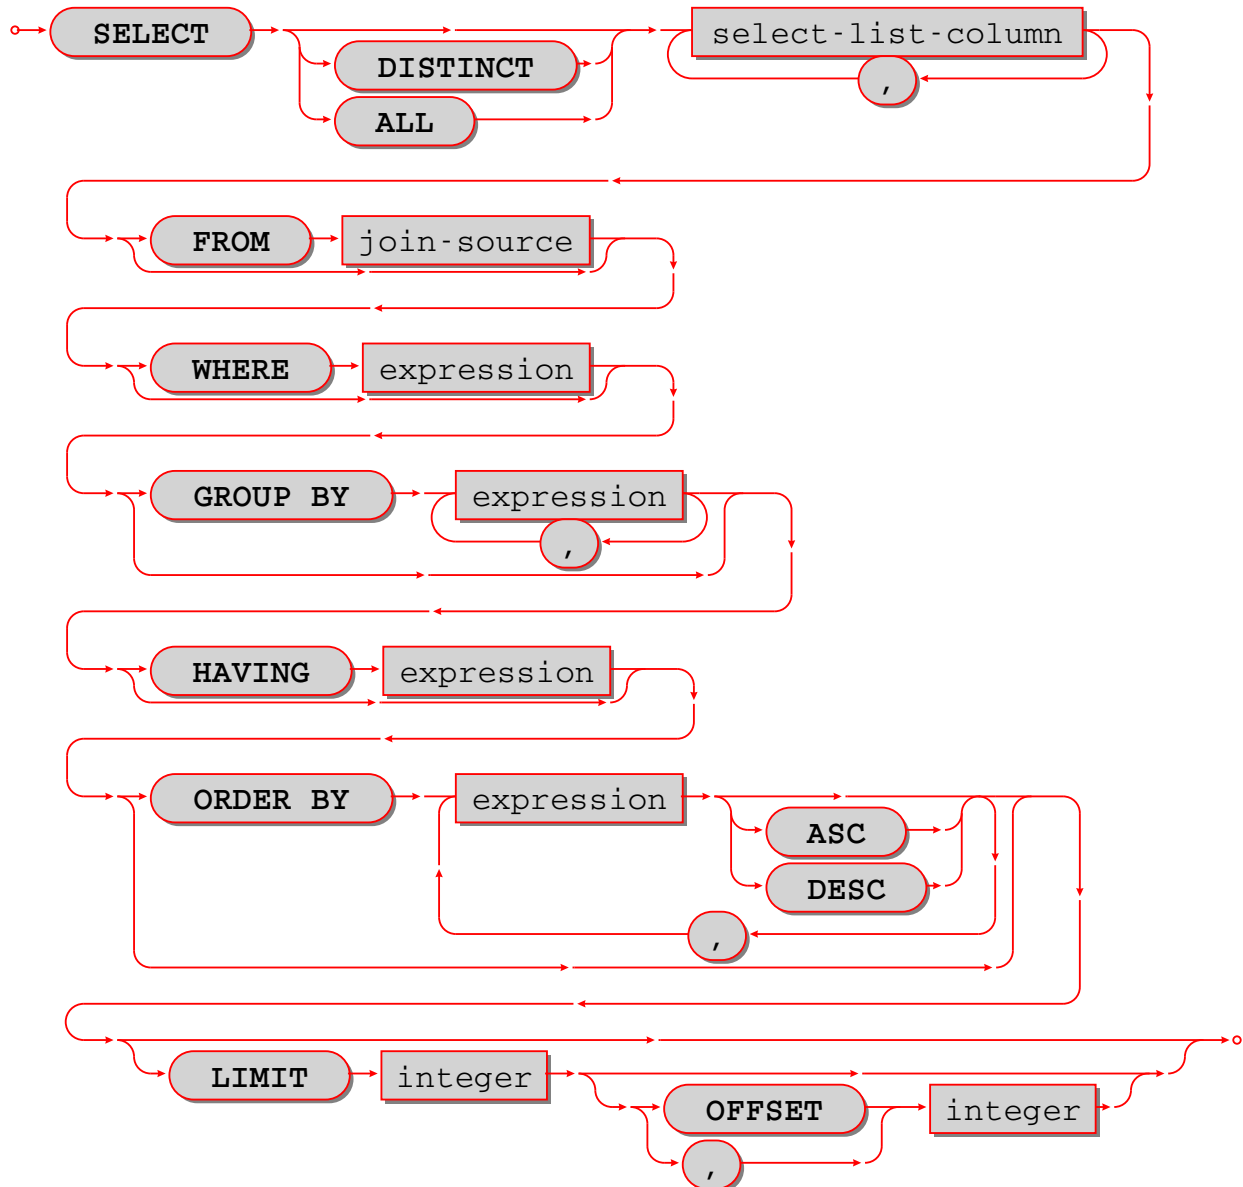 SELECT select-list-column
DISTINCT ,
ALL
FROM join-source
WHERE expression
GROUP BY expression
,
HAVING expression
ORDER BY expression
ASC
DESC
,
LIMIT integer
OFFSET integer
,